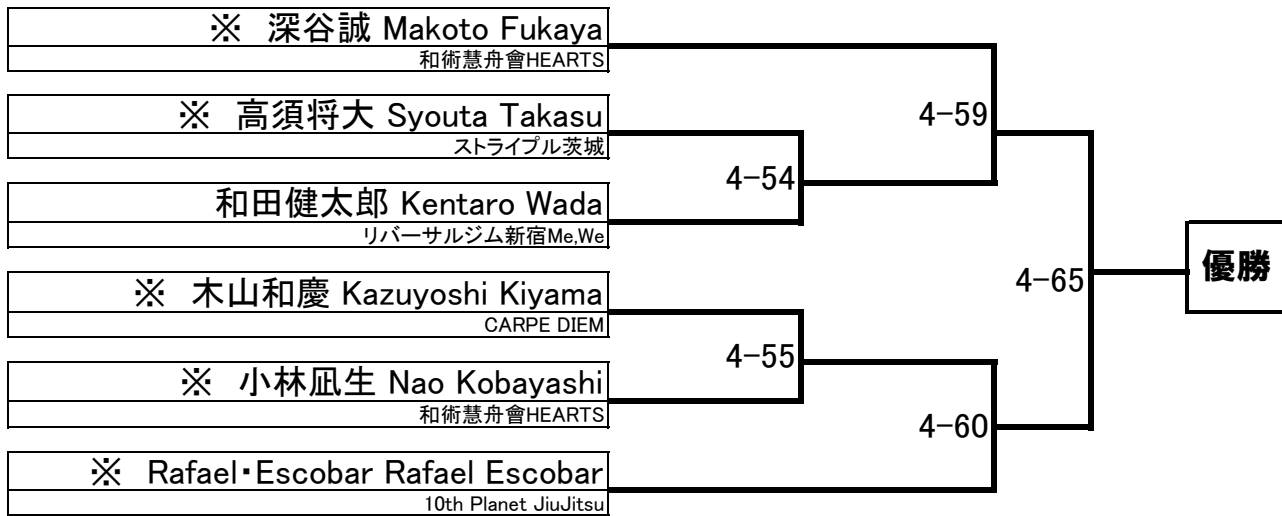 ※ 深谷誠 Makoto Fukaya
和術慧舟會HEARTS
※ 高須将大 Syouta Takasu
ストライプル茨城
和田健太郎 Kentaro Wada
リバーサルジム新宿Me,We
※ 木山和慶 Kazuyoshi Kiyama
CARPE DIEM
※ 小林凪生 Nao Kobayashi
和術慧舟會HEARTS
※ Rafael・Escobar Rafael Escobar
10th Planet JiuJitsu
4-54
4-55
4-59
4-60
4-65
優勝